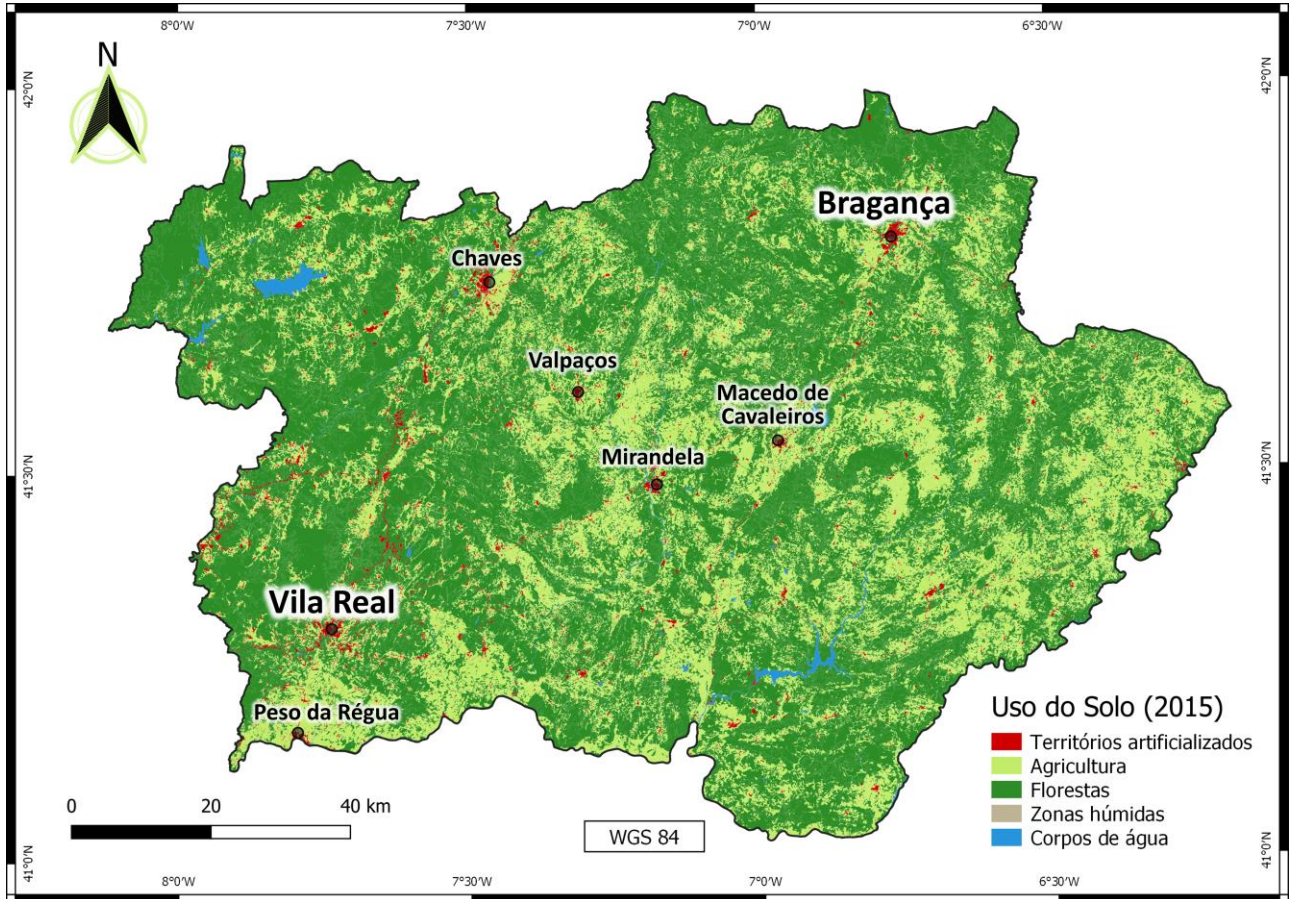 8°0'W
7°30'W
7°0'W
6°30'W
42°0'N
42°0'N
N
Bragança
Chaves
Valpaços
Macedo de
Cavaleiros
Mirandela
41°30'N
41°30'N
Vila Real
Peso da Régua
Uso do Solo (2015)
Territórios artificializados
Agricultura
Florestas
Zonas húmidas
Corpos de água
0 20 40 km
WGS 84
41°0'N
41°0'N
8°0'W
7°30'W
7°0'W
6°30'W